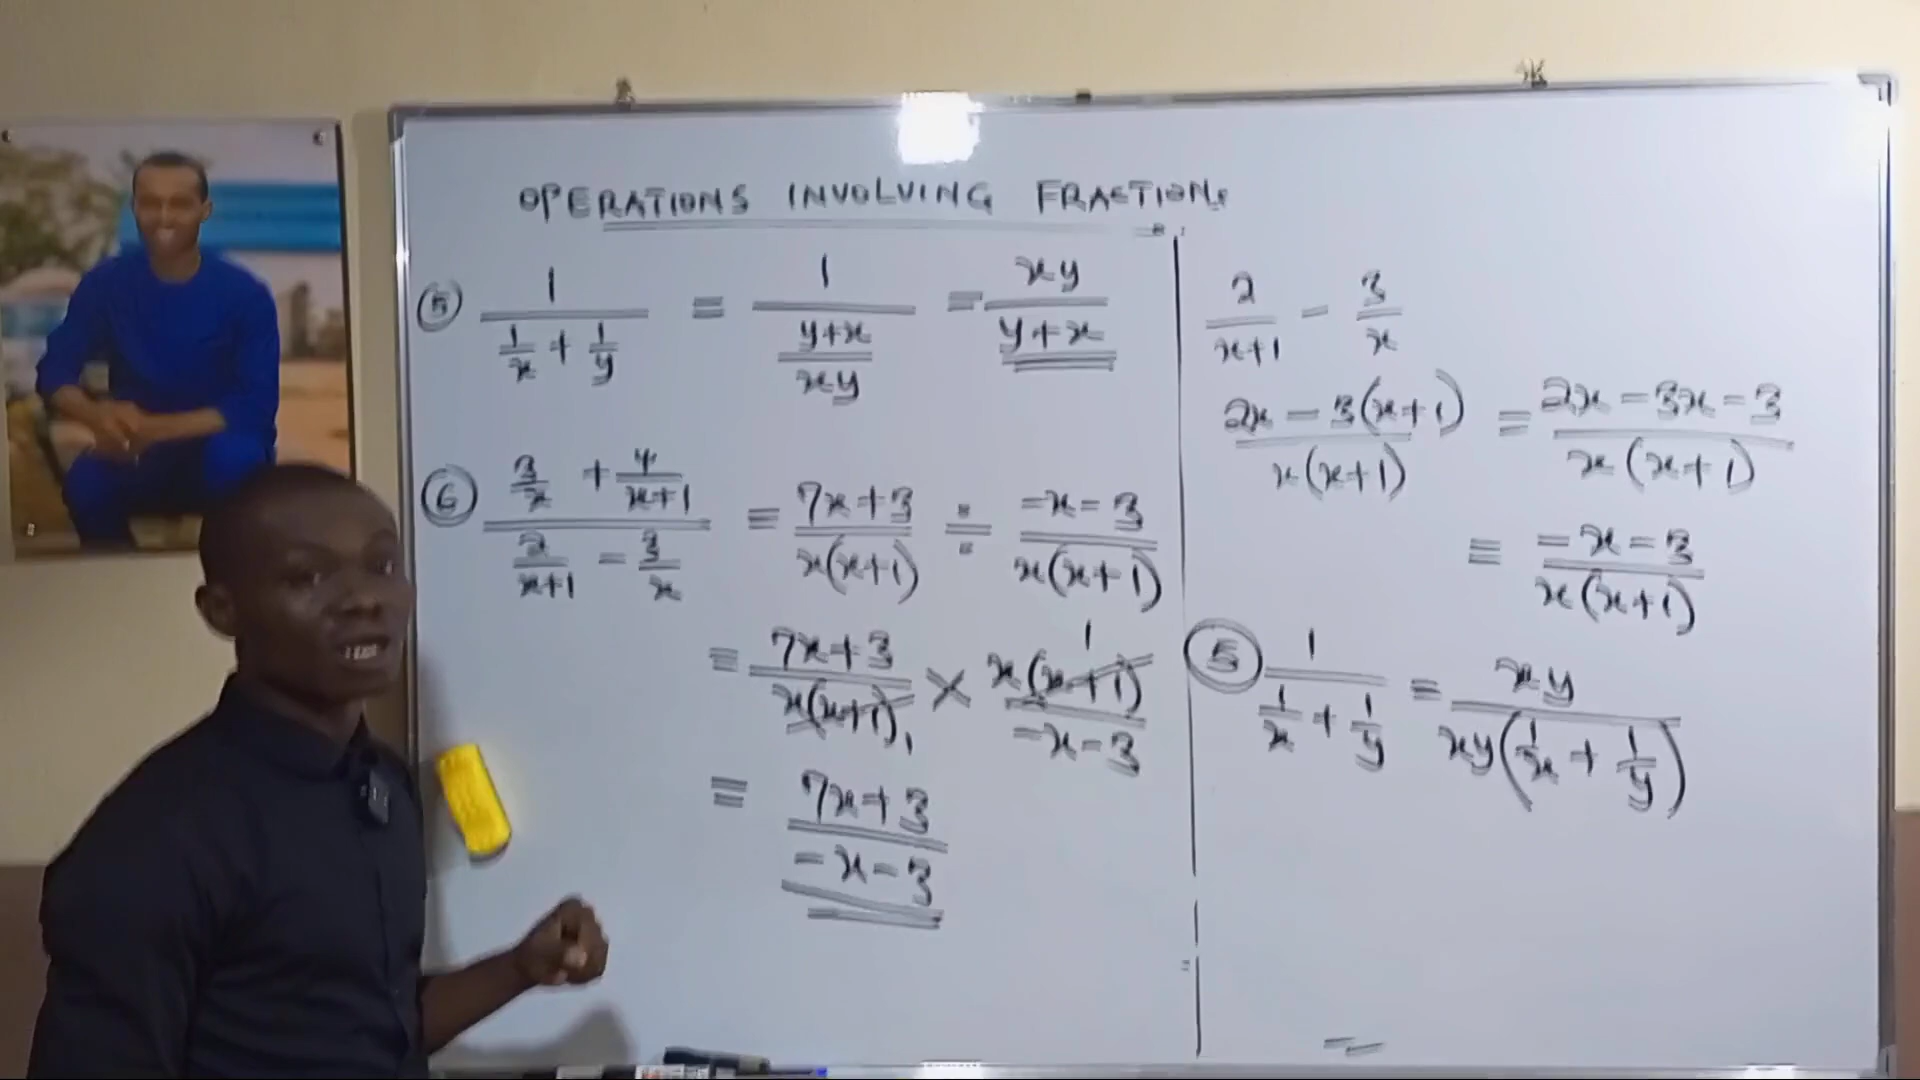 OPERATIONS INVOLVING FRACTIONS
⑤ 1/(1/x + 1/y) = 1/((y+x)/(xy)) = xy/(y+x)
⑥ (3/x + 4/(x+1))/(2/(x+1) - 3/x) = (7x+3)/(x(x+1)) ÷ (-x-3)/(x(x+1))
= (7x+3)/(x(x+1)) 1 × x(x+1) 1/(-x-3)
= (7x+3)/(-x-3)
2/(x+1) - 3/x
(2x - 3(x+1))/(x(x+1)) = (2x - 3x - 3)/(x(x+1))
= (-x-3)/(x(x+1))
⑤ 1/(1/x + 1/y) = xy/(xy(1/x + 1/y))